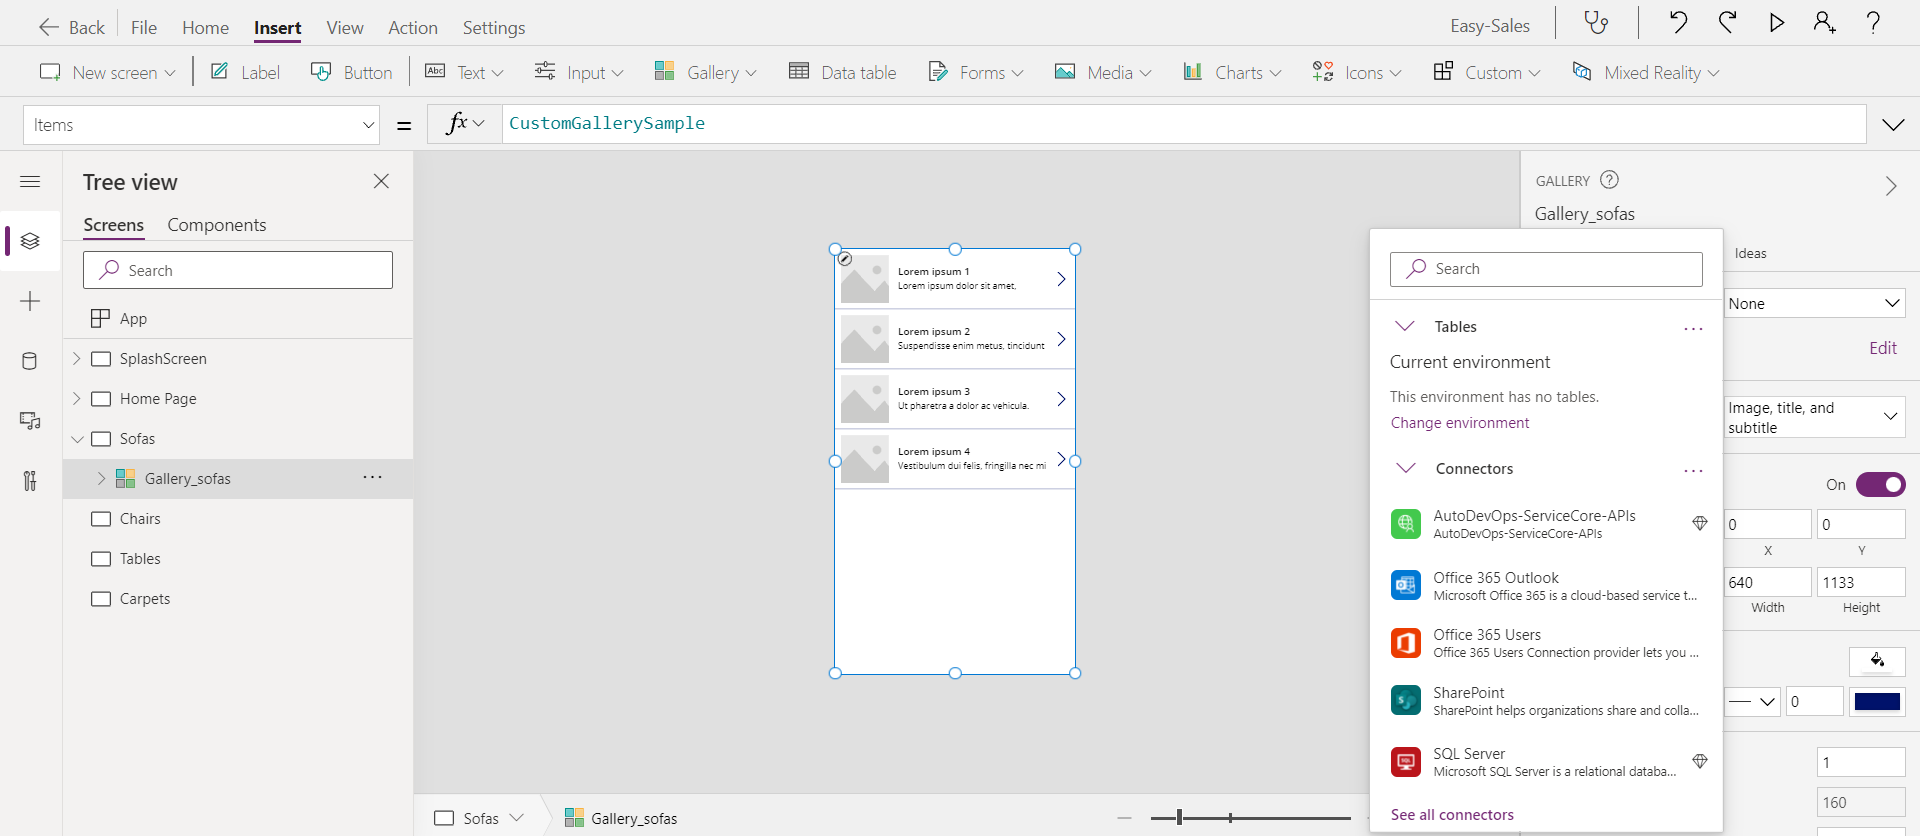 Back
File
Home
Insert
View
Action
Settings
Easy-Sales
New screen
Label
Button
Abc
Text
Input
Gallery
Data table
Forms
Media
Charts
Icons
Custom
Mixed Reality
Items
=
fx
CustomGallerySample
Tree view
Screens
Components
Search
App
SplashScreen
Home Page
Sofas
Gallery_sofas
Chairs
Tables
Carpets
Lorem ipsum 1
Lorem ipsum dolor sit amet,
Lorem ipsum 2
Suspendisse enim metus, tincidunt
Lorem ipsum 3
Ut pharetra a dolor ac vehicula.
Lorem ipsum 4
Vestibulum dui felis, fringilla nec mi
Sofas
Gallery_sofas
GALLERY
Gallery_sofas
Search
Tables
Current environment
This environment has no tables.
Change environment
Connectors
AutoDevOps-ServiceCore-APIs
AutoDevOps-ServiceCore-APIs
Office 365 Outlook
Microsoft Office 365 is a cloud-based service t...
Office 365 Users
Office 365 Users Connection provider lets you ...
SharePoint
SharePoint helps organizations share and colla...
SQL Server
Microsoft SQL Server is a relational databa...
See all connectors
Ideas
None
Edit
Image, title, and
subtitle
On
0
0
X
Y
640
1133
Width
Height
0
1
160